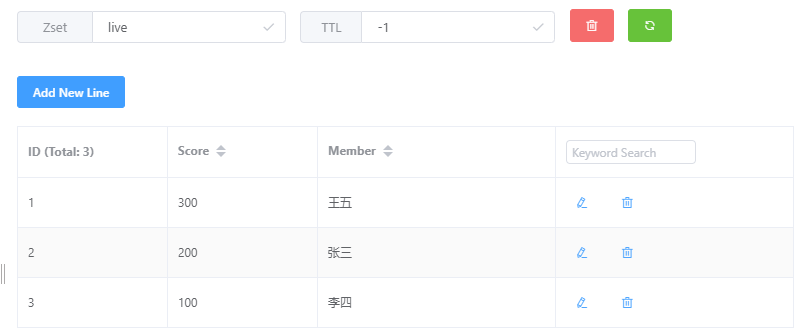 Zset live TTL -1
Add New Line
ID (Total: 3) Score Member Keyword Search
1 300 王五
2 200 张三
3 100 李四